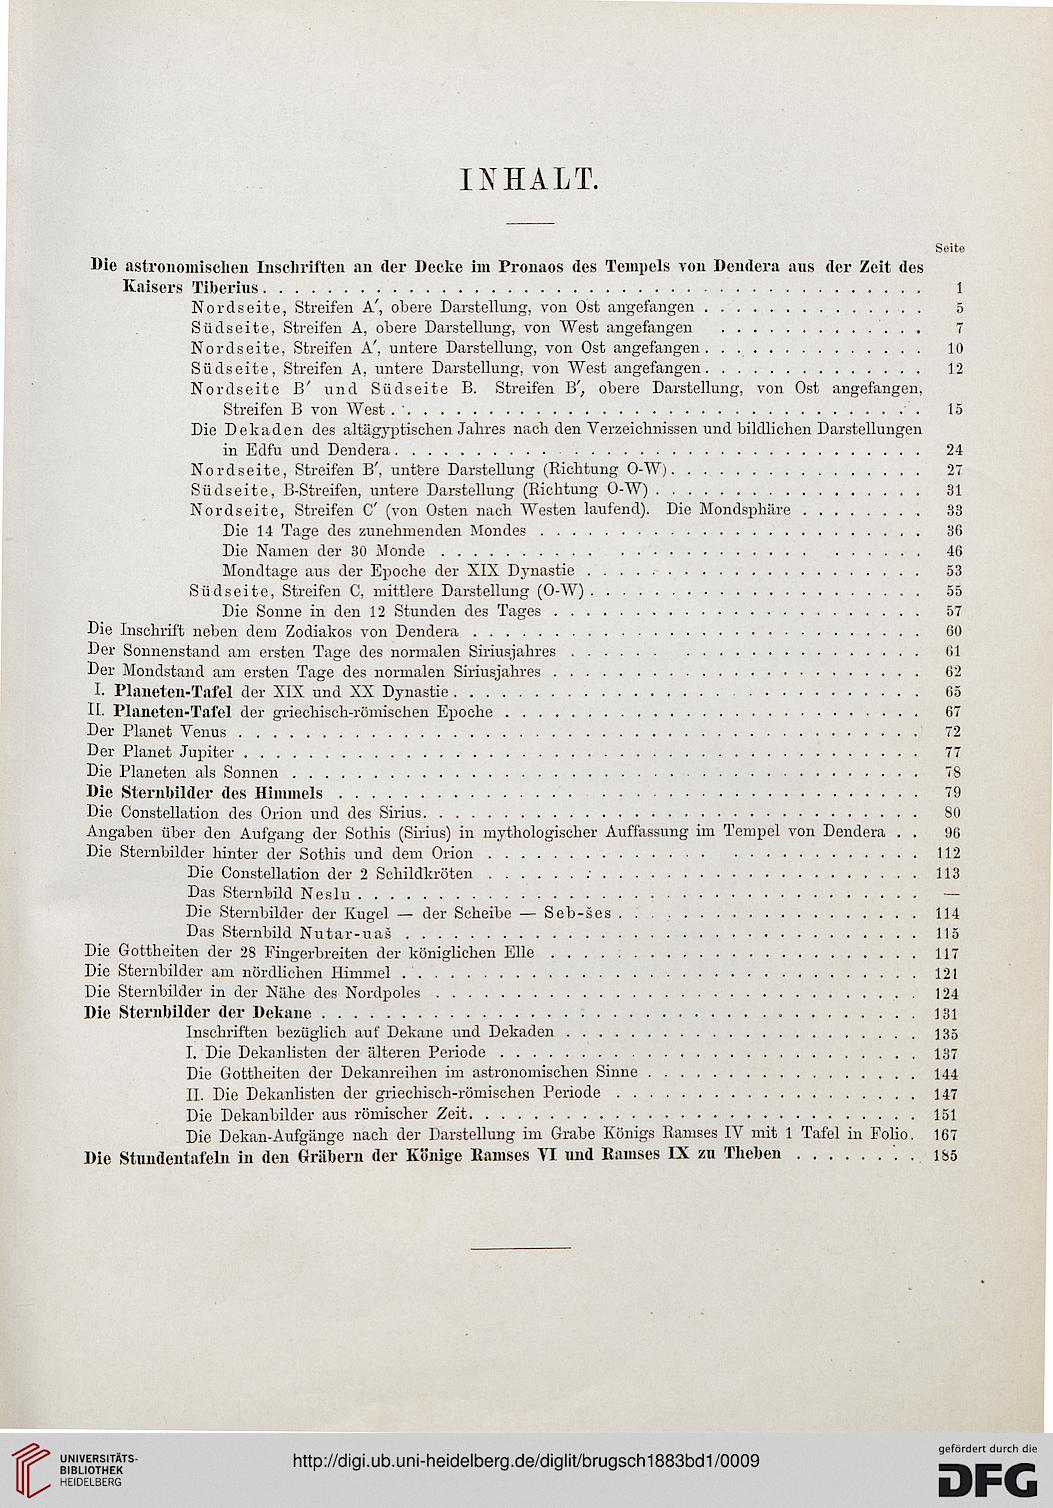 INHALT.
Seite
Die astronomischen Inschriften an der Decke im Pronaos des Tempels von Dendera aus der Zeit des
Kaisers Tiberius . . . 1
Nordseite, Streifen A', obere Darstellung, von Ost angefangen . . . 5
Südseite, Streifen A, obere Darstellung, von West angefangen . . . 7
Nordseite, Streifen A', untere Darstellung, von Ost angefangen . . . 10
Südseite, Streifen A, untere Darstellung, von West angefangen . . . 12
Nordseite B' und Südseite B. Streifen B', obere Darstellung, von Ost angefangen,
Streifen B von West . . . 15
Die Dekaden des altägyptischen Jahres nach den Verzeichnissen und bildlichen Darstellungen
in Edfu und Dendera . . . 24
Nordseite, Streifen B', untere Darstellung (Richtung O-W) . . . 27
Südseite, B-Streifen, untere Darstellung (Richtung O-W) . . . 31
Nordseite, Streifen C' (von Osten nach Westen laufend). Die Mondsphäre . . . 33
Die 14 Tage des zunehmenden Mondes . . . 36
Die Namen der 30 Monde . . . 46
Mondtage aus der Epoche der XIX Dynastie . . . 53
Südseite, Streifen C, mittlere Darstellung (O-W) . . . 55
Die Sonne in den 12 Stunden des Tages . . . 57
Die Inschrift neben dem Zodiakos von Dendera . . . 60
Der Sonnenstand am ersten Tage des normalen Siriusjahres . . . 61
Der Mondstand am ersten Tage des normalen Siriusjahres . . . 62
I. Planeten-Tafel der XIX und XX Dynastie . . . 65
II. Planeten-Tafel der griechisch-römischen Epoche . . . 67
Der Planet Venus . . . 72
Der Planet Jupiter . . . 77
Die Planeten als Sonnen . . . 78
Die Sternbilder des Himmels . . . 79
Die Constellation des Orion und des Sirius . . . 80
Angaben über den Aufgang der Sothis (Sirius) in mythologischer Auffassung im Tempel von Dendera . . 96
Die Sternbilder hinter der Sothis und dem Orion . . . 112
Die Constellation der 2 Schildkröten . . . 113
Das Sternbild Neslu . . . —
Die Sternbilder der Kugel — der Scheibe — Seb-šes . . . 114
Das Sternbild Nutar-uaš . . . 115
Die Gottheiten der 28 Fingerbreiten der königlichen Elle . . . 117
Die Sternbilder am nördlichen Himmel . . . 121
Die Sternbilder in der Nähe des Nordpoles . . . 124
Die Sternbilder der Dekane . . . 131
Inschriften bezüglich auf Dekane und Dekaden . . . 135
I. Die Dekanlisten der älteren Periode . . . 137
Die Gottheiten der Dekanreihen im astronomischen Sinne . . . 144
II. Die Dekanlisten der griechisch-römischen Periode . . . 147
Die Dekanbilder aus römischer Zeit . . . 151
Die Dekan-Aufgänge nach der Darstellung im Grabe Königs Ramses IV mit 1 Tafel in Folio. 167
Die Stundentafeln in den Gräbern der Könige Ramses VI und Ramses IX zu Theben . . . 185
UNIVERSITÄTS-
BIBLIOTHEK
HEIDELBERG
http://digi.ub.uni-heidelberg.de/diglit/brugsch1883bd1/0009
gefördert durch die
DFG